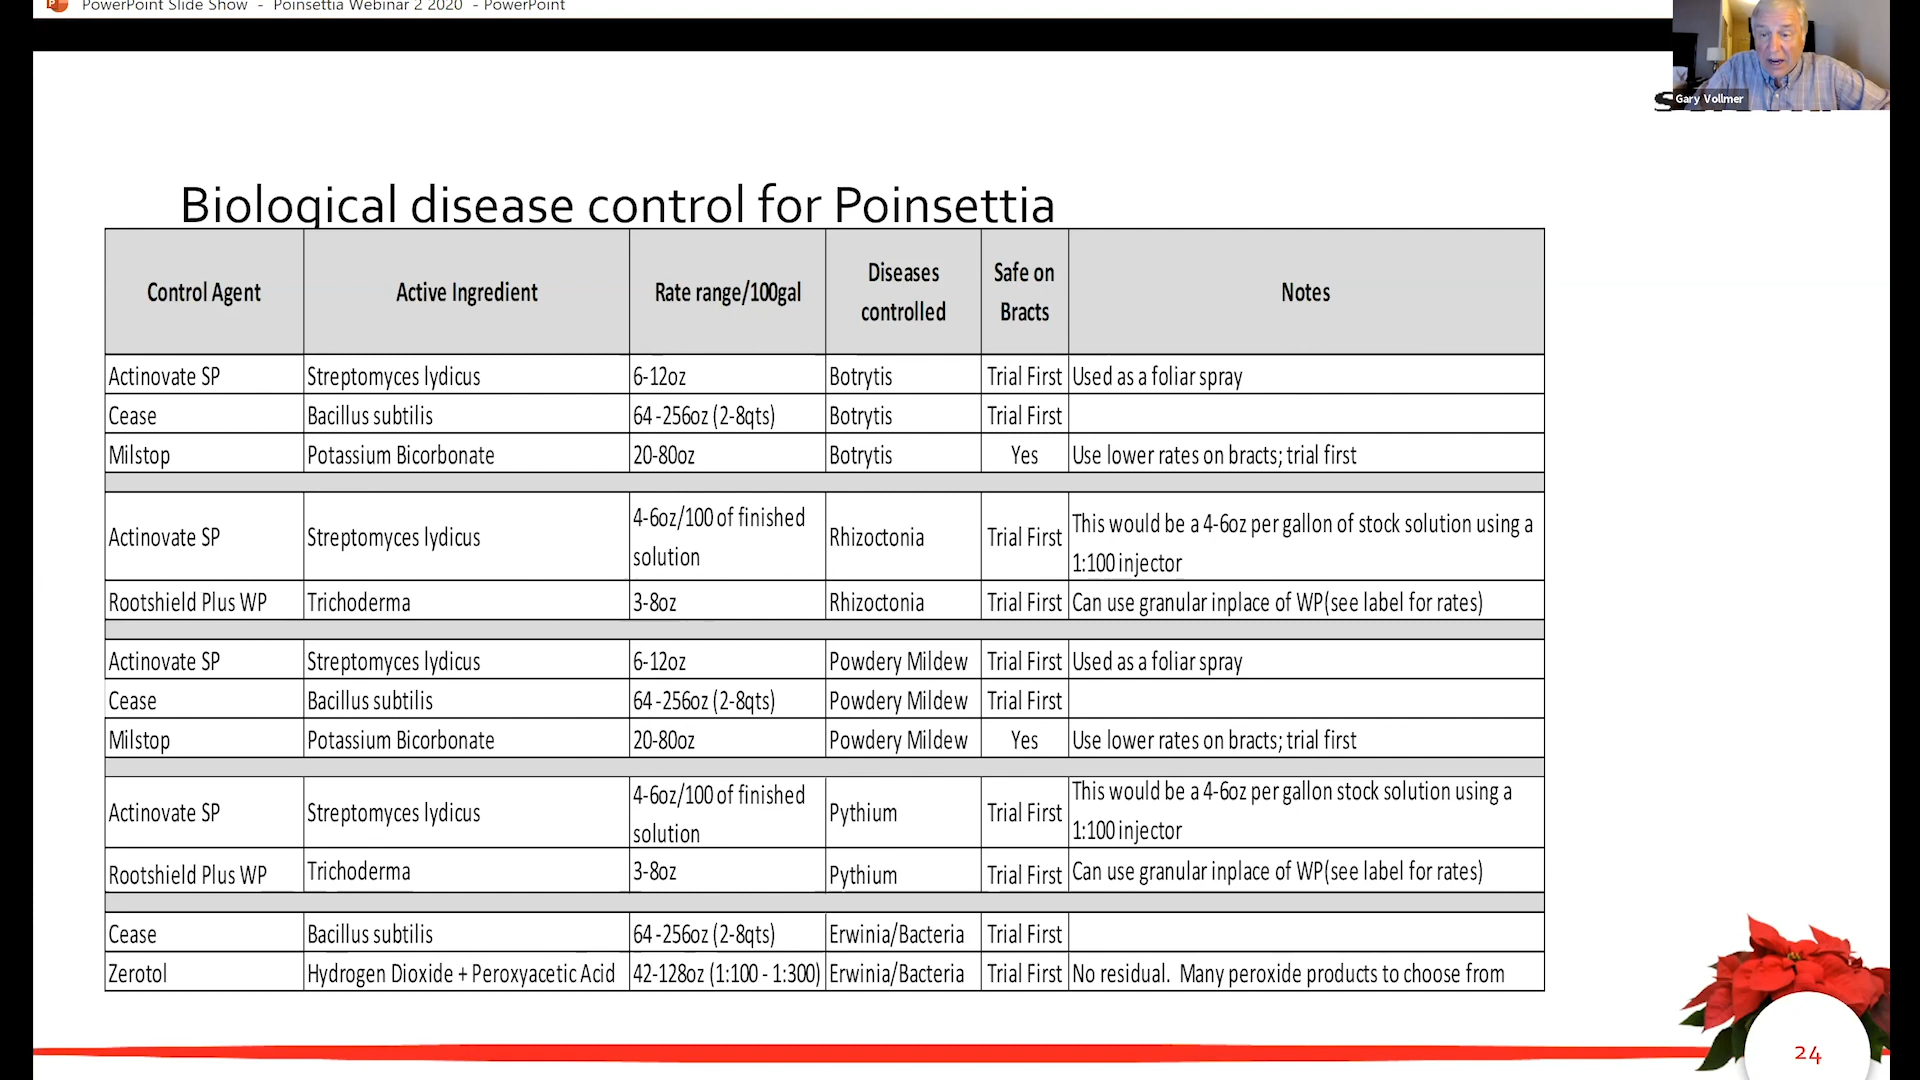 PowerPoint Slide Show - Poinsettia Webinar 2 2020 - PowerPoint
Gary Vollmer
Biological disease control for Poinsettia
Control Agent Active Ingredient Rate range/100gal Diseases controlled Safe on Bracts Notes
Actinovate SP Streptomyces lydicus 6-12oz Botrytis Trial First Used as a foliar spray
Cease Bacillus subtilis 64-256oz (2-8qts) Botrytis Trial First
Milstop Potassium Bicorbonate 20-80oz Botrytis Yes Use lower rates on bracts; trial first
Actinovate SP Streptomyces lydicus 4-6oz/100 of finished solution Rhizoctonia Trial First This would be a 4-6oz per gallon of stock solution using a 1:100 injector
Rootshield Plus WP Trichoderma 3-8oz Rhizoctonia Trial First Can use granular inplace of WP(see label for rates)
Actinovate SP Streptomyces lydicus 6-12oz Powdery Mildew Trial First Used as a foliar spray
Cease Bacillus subtilis 64-256oz (2-8qts) Powdery Mildew Trial First
Milstop Potassium Bicorbonate 20-80oz Powdery Mildew Yes Use lower rates on bracts; trial first
Actinovate SP Streptomyces lydicus 4-6oz/100 of finished solution Pythium Trial First This would be a 4-6oz per gallon stock solution using a 1:100 injector
Rootshield Plus WP Trichoderma 3-8oz Pythium Trial First Can use granular inplace of WP(see label for rates)
Cease Bacillus subtilis 64-256oz (2-8qts) Erwinia/Bacteria Trial First
Zerotol Hydrogen Dioxide + Peroxyacetic Acid 42-128oz (1:100 - 1:300) Erwinia/Bacteria Trial First No residual. Many peroxide products to choose from
24